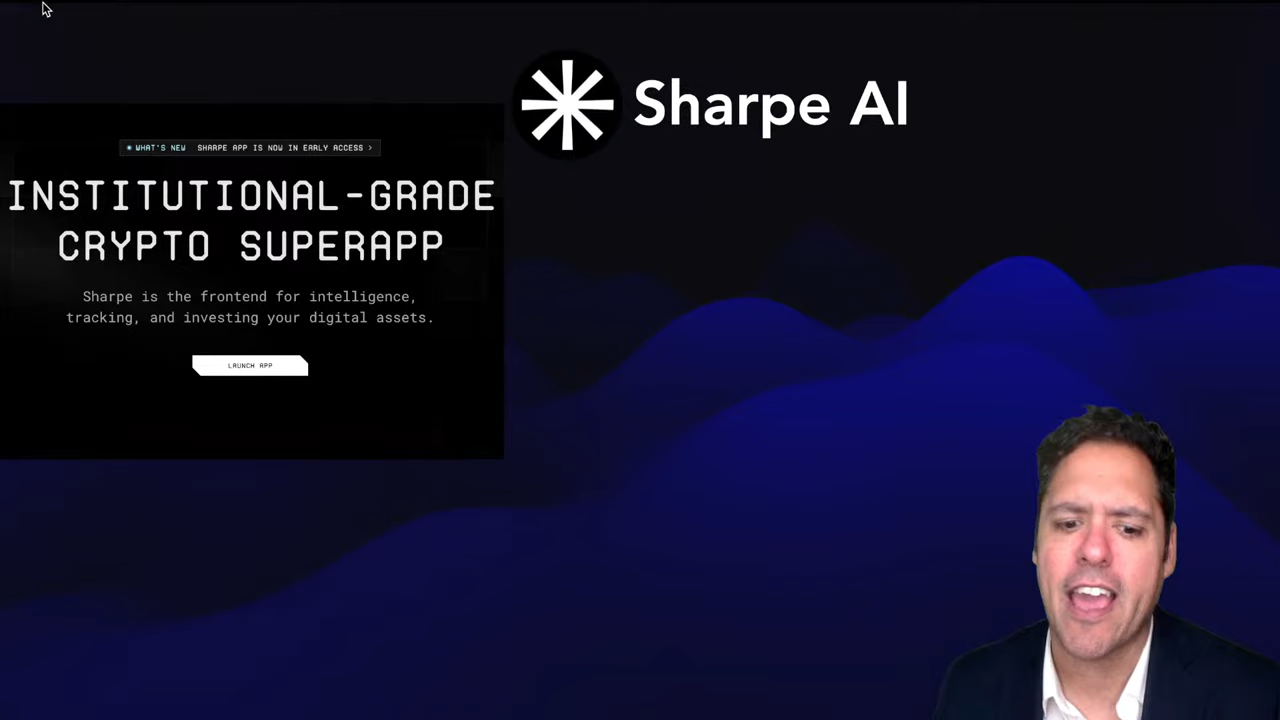 Sharpe AI
WHAT'S NEW SHARPE APP IS NOW IN EARLY ACCESS >
INSTITUTIONAL-GRADE
CRYPTO SUPERAPP
Sharpe is the frontend for intelligence,
tracking, and investing your digital assets.
LAUNCH APP